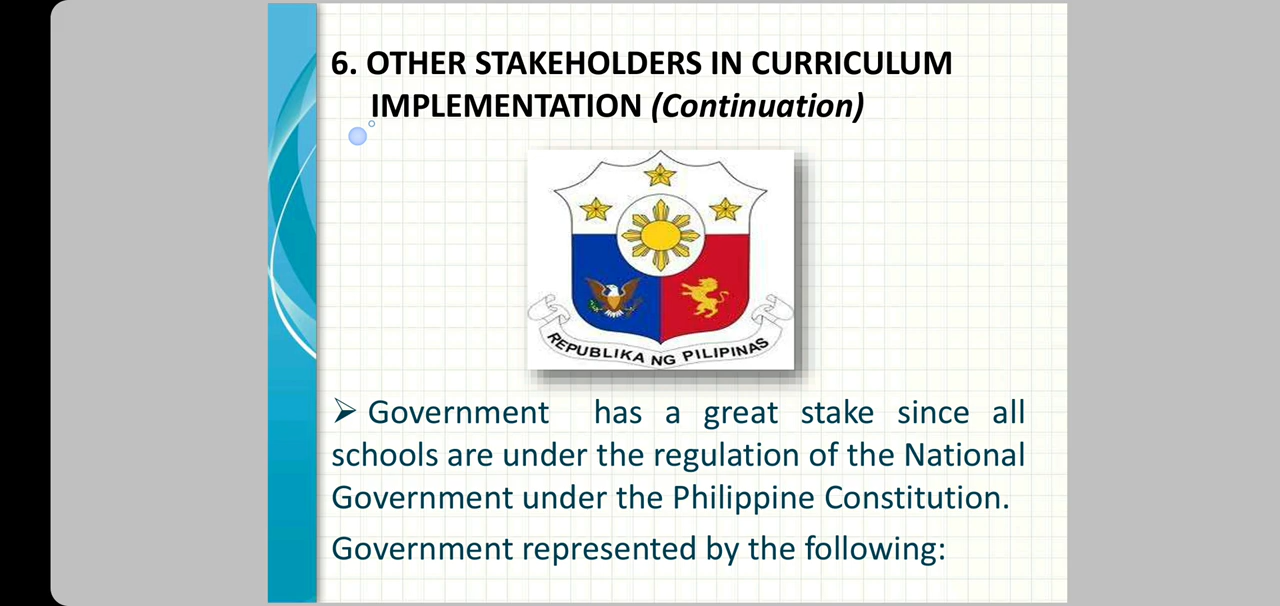 6. OTHER STAKEHOLDERS IN CURRICULUM
IMPLEMENTATION (Continuation)
REPUBLIKA NG PILIPINAS
➢ Government has a great stake since all
schools are under the regulation of the National
Government under the Philippine Constitution.
Government represented by the following: